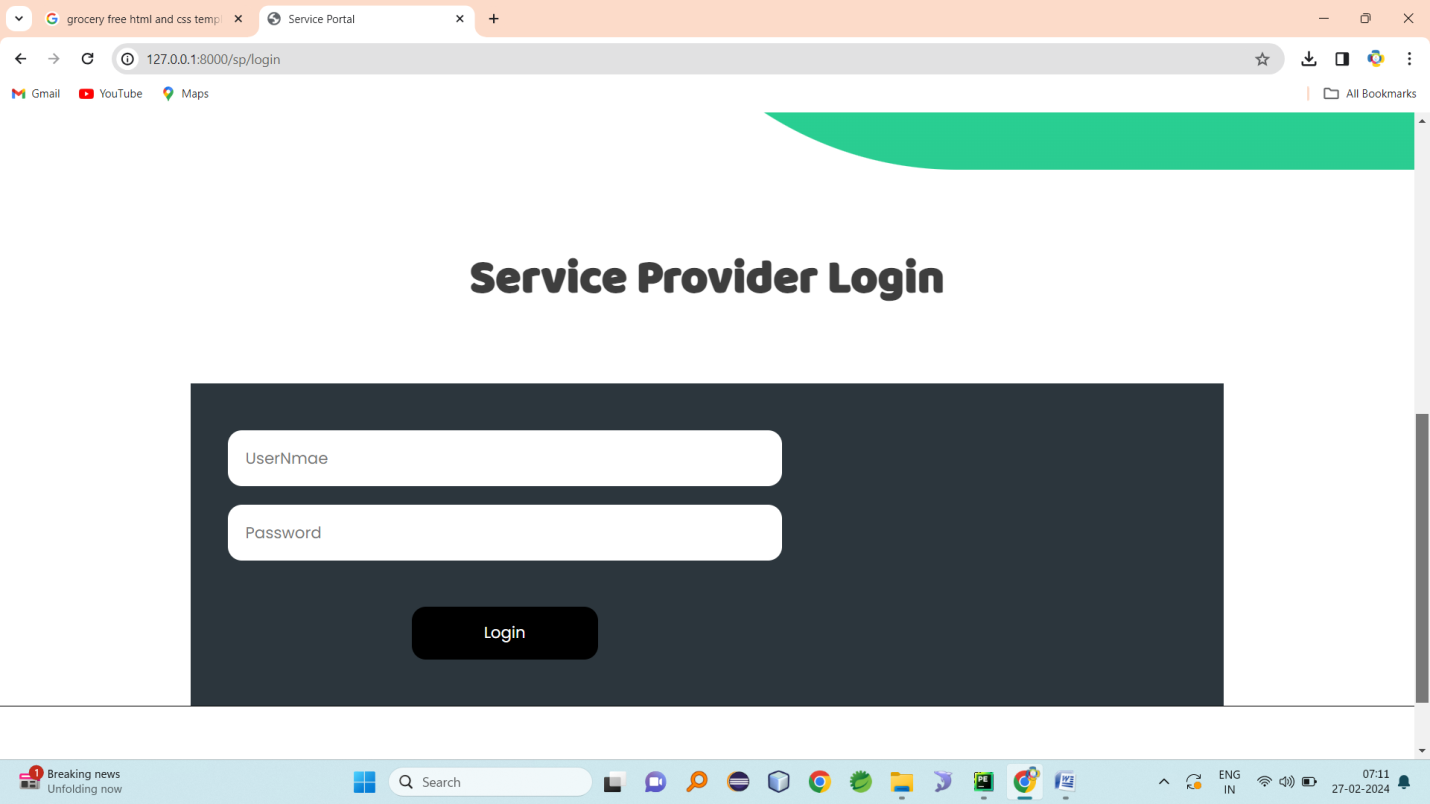 grocery free html and css temp
Service Portal
127.0.0.1:8000/sp/login
Gmail
YouTube
Maps
All Bookmarks
Service Provider Login
UserNmae
Password
Login
1
Breaking news
Unfolding now
Search
PE
W
ENG
IN
07:11
27-02-2024